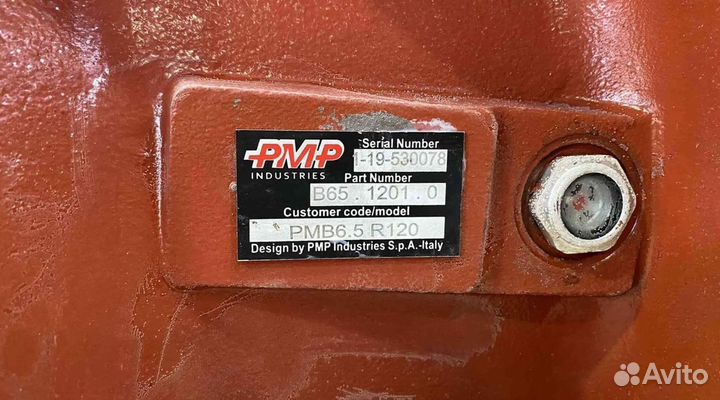 PMP
INDUSTRIES
Serial Number
1-19-530078
Part Number
B65 . 1201 . 0
Customer code/model
PMB6.5 R120
Design by PMP Industries S.p.A.-Italy
Avito